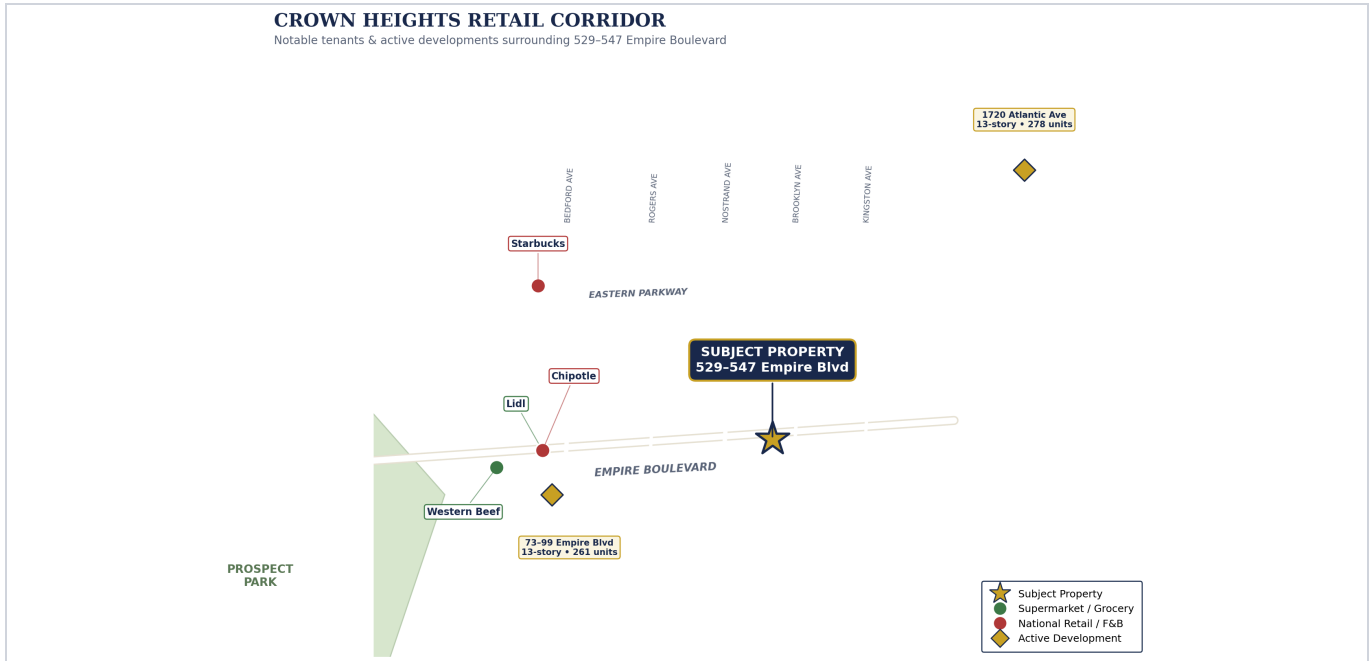 CROWN HEIGHTS RETAIL CORRIDOR
Notable tenants & active developments surrounding 529–547 Empire Boulevard
1720 Atlantic Ave
13-story • 278 units
BEDFORD AVE
ROGERS AVE
NOSTRAND AVE
BROOKLYN AVE
KINGSTON AVE
Starbucks
EASTERN PARKWAY
SUBJECT PROPERTY
529–547 Empire Blvd
Chipotle
Lidl
EMPIRE BOULEVARD
Western Beef
73–99 Empire Blvd
13-story • 261 units
PROSPECT
PARK
Subject Property
Supermarket / Grocery
National Retail / F&B
Active Development